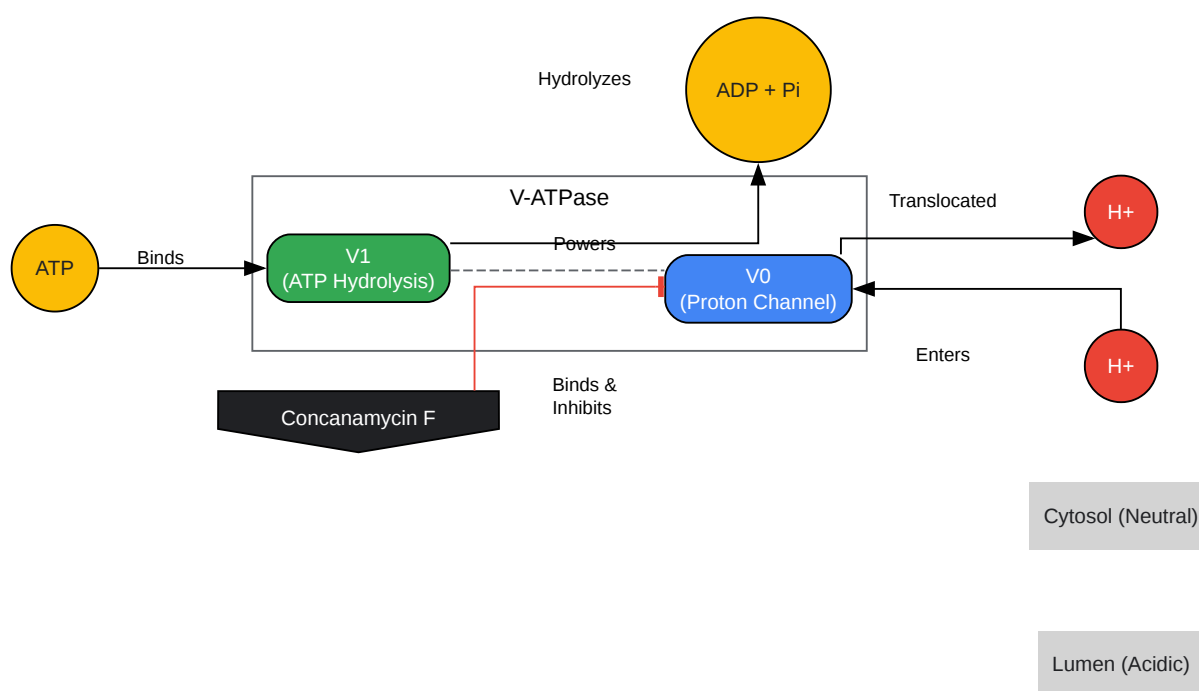 Hydrolyzes
ADP + Pi
V-ATPase
Translocated
H+
ATP
Binds
V1
(ATP Hydrolysis)
Powers
V0
(Proton Channel)
Enters
H+
Binds &
Inhibits
Concanamycin F
Cytosol (Neutral)
Lumen (Acidic)